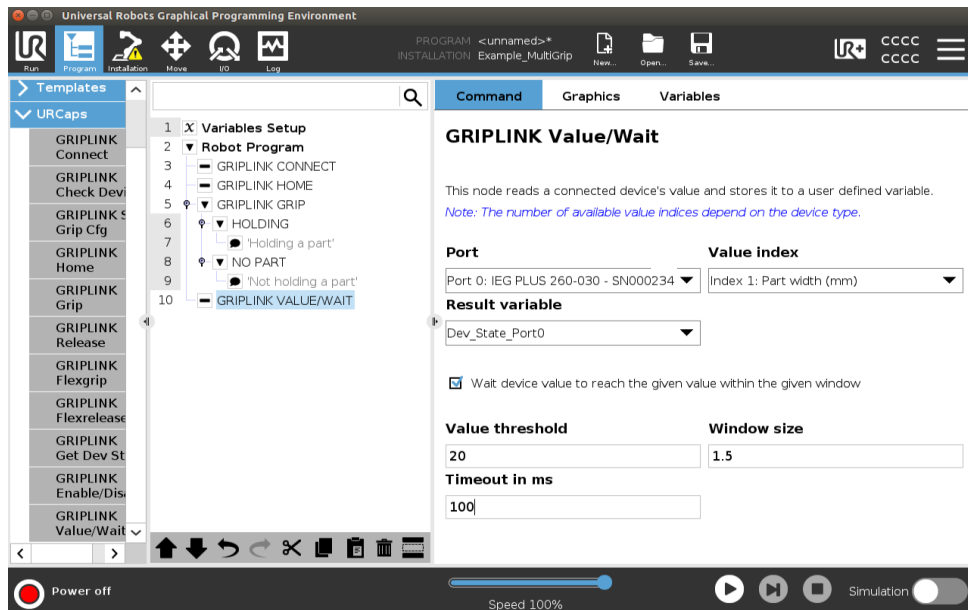 Universal Robots Graphical Programming Environment
UR
PROGRAM <unnamed>*
INSTALLATION Example_MultiGrip
UR+
CCCC
CCCC
Run Program Installation Move I/O Log New... Open... Save...
Templates
URCaps
GRIPLINK
Connect
GRIPLINK
Check Devi
GRIPLINK S
Grip Cfg
GRIPLINK
Home
GRIPLINK
Grip
GRIPLINK
Release
GRIPLINK
Flexgrip
GRIPLINK
Flexrelease
GRIPLINK
Get Dev St
GRIPLINK
Enable/Disa
GRIPLINK
Value/Wait
1 X Variables Setup
2 Robot Program
3 GRIPLINK CONNECT
4 GRIPLINK HOME
5 GRIPLINK GRIP
6 HOLDING
7 'Holding a part'
8 NO PART
9 'Not holding a part'
10 GRIPLINK VALUE/WAIT
Command Graphics Variables
GRIPLINK Value/Wait
This node reads a connected device's value and stores it to a user defined variable.
Note: The number of available value indices depend on the device type.
Port Value index
Port 0: IEG PLUS 260-030 - SN000234 Index 1: Part width (mm)
Result variable
Dev_State_Port0
Wait device value to reach the given value within the given window
Value threshold Window size
20 1.5
Timeout in ms
100
Power off
Speed 100%
Simulation